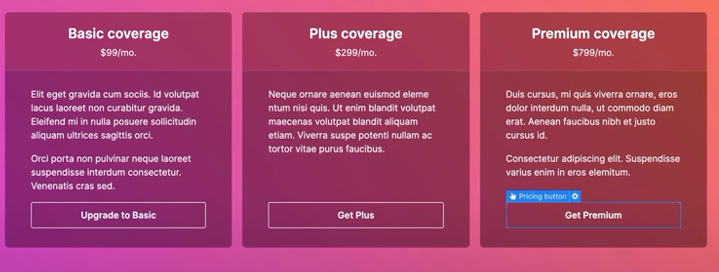 Basic coverage
$99/mo.
Elit eget gravida cum sociis. Id volutpat
lacus laoreet non curabitur gravida.
Eleifend mi in nulla posuere sollicitudin
aliquam ultrices sagittis orci.
Orci porta non pulvinar neque laoreet
suspendisse interdum consectetur.
Venenatis cras sed.
Upgrade to Basic
Plus coverage
$299/mo.
Neque ornare aenean euismod eleme
ntum nisi quis. Ut enim blandit volutpat
maecenas volutpat blandit aliquam
etiam. Viverra suspe potenti nullam ac
tortor vitae purus faucibus.
Get Plus
Premium coverage
$799/mo.
Duis cursus, mi quis viverra ornare, eros
dolor interdum nulla, ut commodo diam
erat. Aenean faucibus nibh et justo
cursus id.
Consectetur adipiscing elit. Suspendisse
varius enim in eros elemitum.
Pricing button
Get Premium